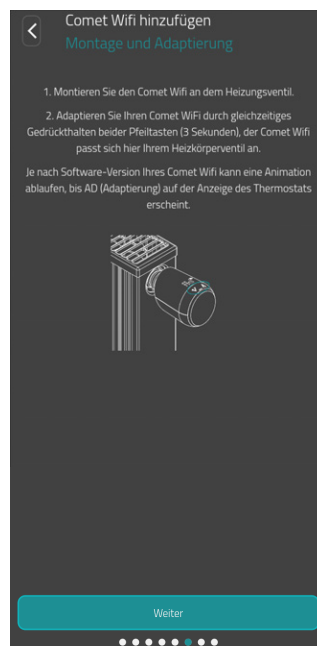 Comet Wifi hinzufügen
Montage und Adaptierung
1. Montieren Sie den Comet Wifi an dem Heizungsventil.
2. Adaptieren Sie Ihren Comet WiFi durch gleichzeitiges
Gedrückthalten beider Pfeiltasten (3 Sekunden), der Comet Wifi
passt sich hier Ihrem Heizkörperventil an.
Je nach Software-Version Ihres Comet Wifi kann eine Animation
ablaufen, bis AD (Adaptierung) auf der Anzeige des Thermostats
erscheint.
Weiter